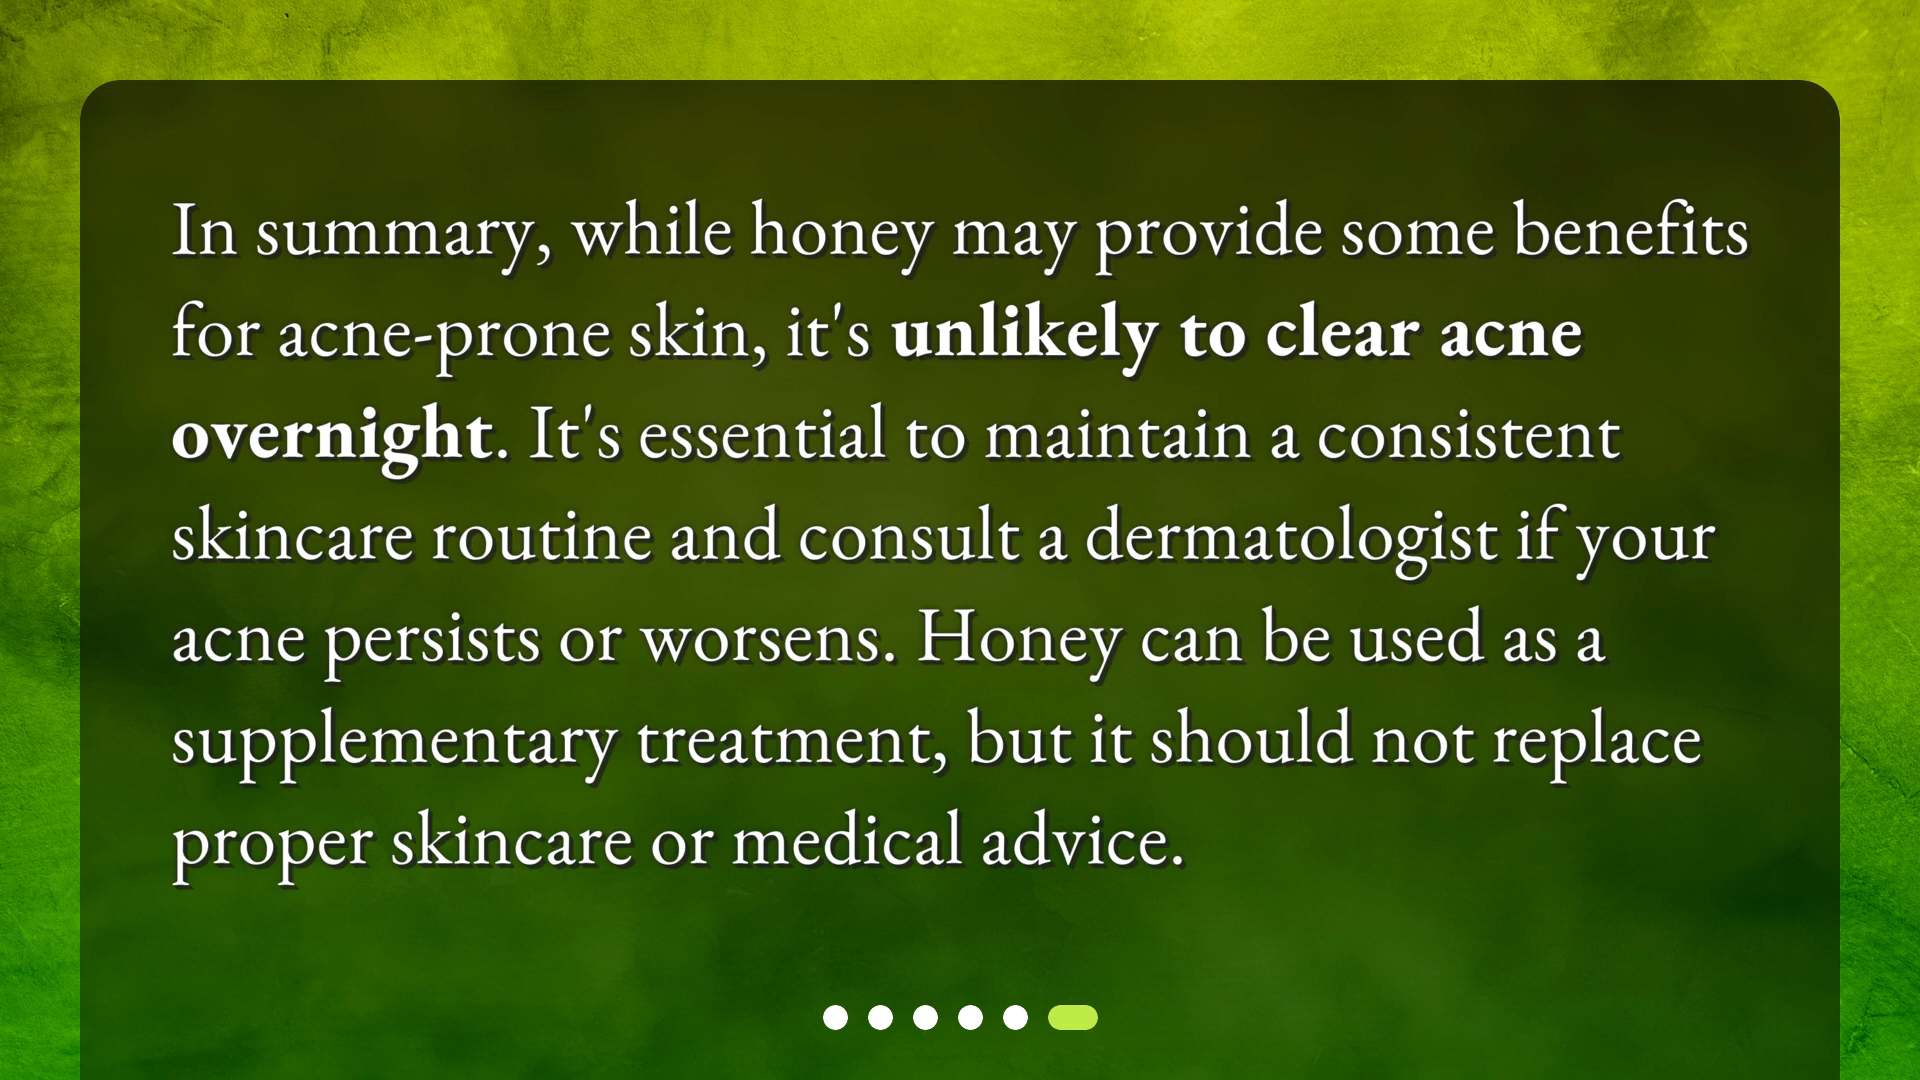 In summary, while honey may provide some benefits
for acne-prone skin, it's unlikely to clear acne
overnight. It's essential to maintain a consistent
skincare routine and consult a dermatologist if your
acne persists or worsens. Honey can be used as a
supplementary treatment, but it should not replace
proper skincare or medical advice.